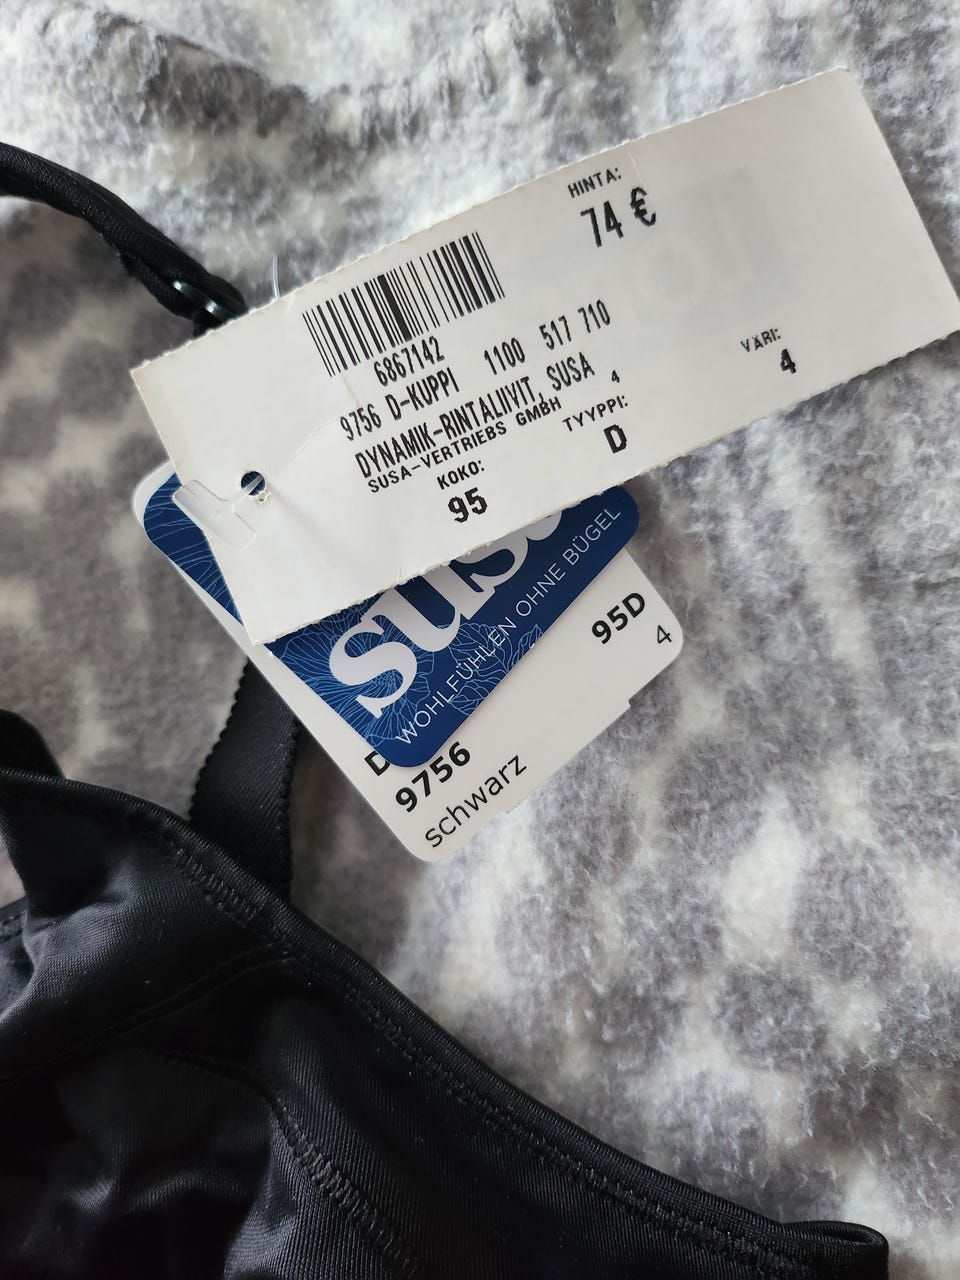 HINTA:
74 €
6867142
9756 D-KUPPI 1100 517 710
DYNAMIK-RINTALIIVIT, SUSA 4
SUSA-VERTRIEBS GMBH
KOKO:
95
TYYPPI:
D
VÄRI:
4
susa
WOHLFÜHLEN OHNE BÜGEL
95D
4
D
9756
schwarz